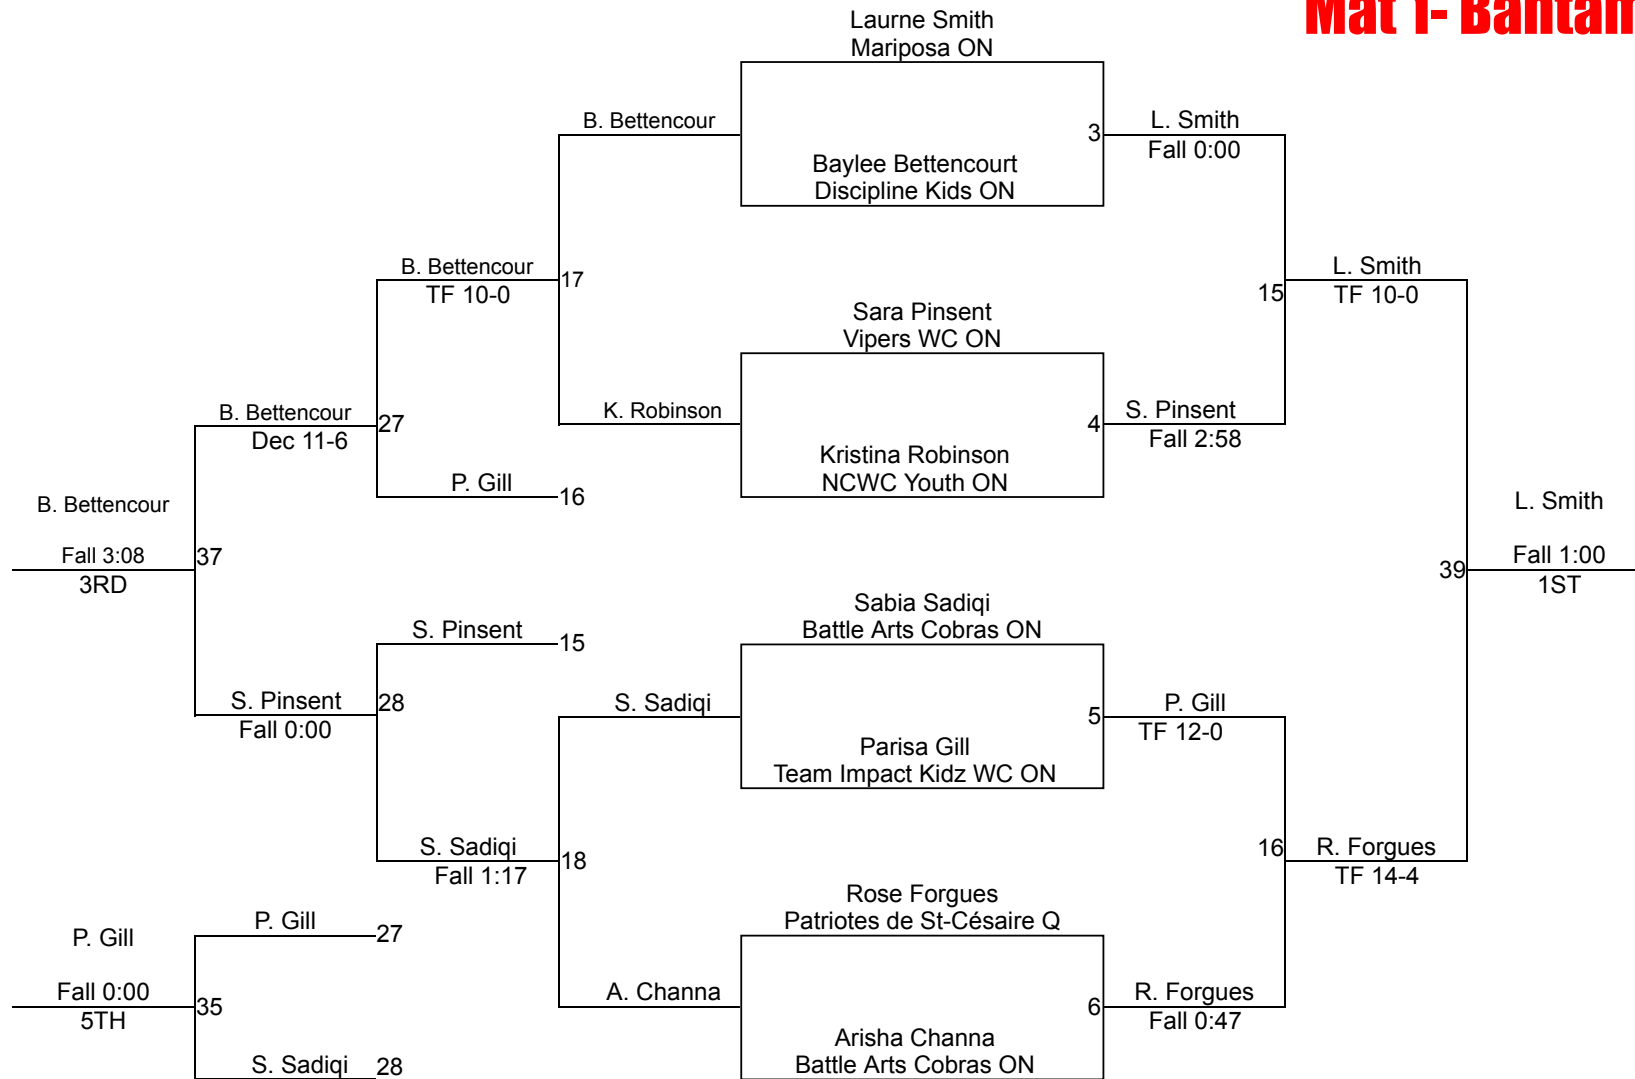 Mat 1- Bantam
Laurne Smith
Mariposa ON
B. Bettencour
3
L. Smith
Fall 0:00
Baylee Bettencourt
Discipline Kids ON
B. Bettencour
TF 10-0
17
15
L. Smith
TF 10-0
Sara Pinsent
Vipers WC ON
B. Bettencour
Dec 11-6
27
K. Robinson
4
S. Pinsent
Fall 2:58
Kristina Robinson
NCWC Youth ON
P. Gill
16
B. Bettencour
Fall 3:08
3RD
37
39
L. Smith
Fall 1:00
1ST
Sabia Sadiqi
Battle Arts Cobras ON
S. Pinsent
15
S. Pinsent
Fall 0:00
28
S. Sadiqi
5
P. Gill
TF 12-0
Parisa Gill
Team Impact Kidz WC ON
S. Sadiqi
Fall 1:17
18
16
R. Forgues
TF 14-4
Rose Forgues
Patriotes de St-Césaire Q
P. Gill
27
P. Gill
Fall 0:00
5TH
35
A. Channa
6
R. Forgues
Fall 0:47
Arisha Channa
Battle Arts Cobras ON
S. Sadiqi
28